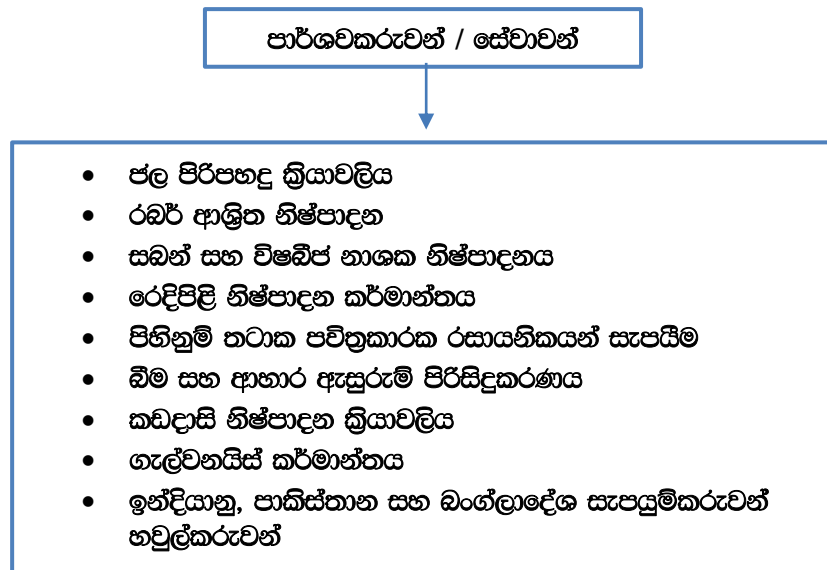 පාර්ශවකරුවන් / සේවාවන්
• ජල පිරිපහදු ක්‍රියාවලිය
• රබර් ආශ්‍රිත නිෂ්පාදන
• සබන් සහ විෂබීජ නාශක නිෂ්පාදනය
• රෙදිපිළි නිෂ්පාදන කර්මාන්තය
• පිහිනුම් තටාක පවිත්‍රකාරක රසායනිකයන් සැපයීම
• බීම සහ ආහාර ඇසුරුම් පිරිසිදුකරණය
• කඩදාසි නිෂ්පාදන ක්‍රියාවලිය
• ගැල්වනයිස් කර්මාන්තය
• ඉන්දියානු, පාකිස්තාන සහ බංග්ලාදේශ සැපයුම්කරුවන්
හවුල්කරුවන්